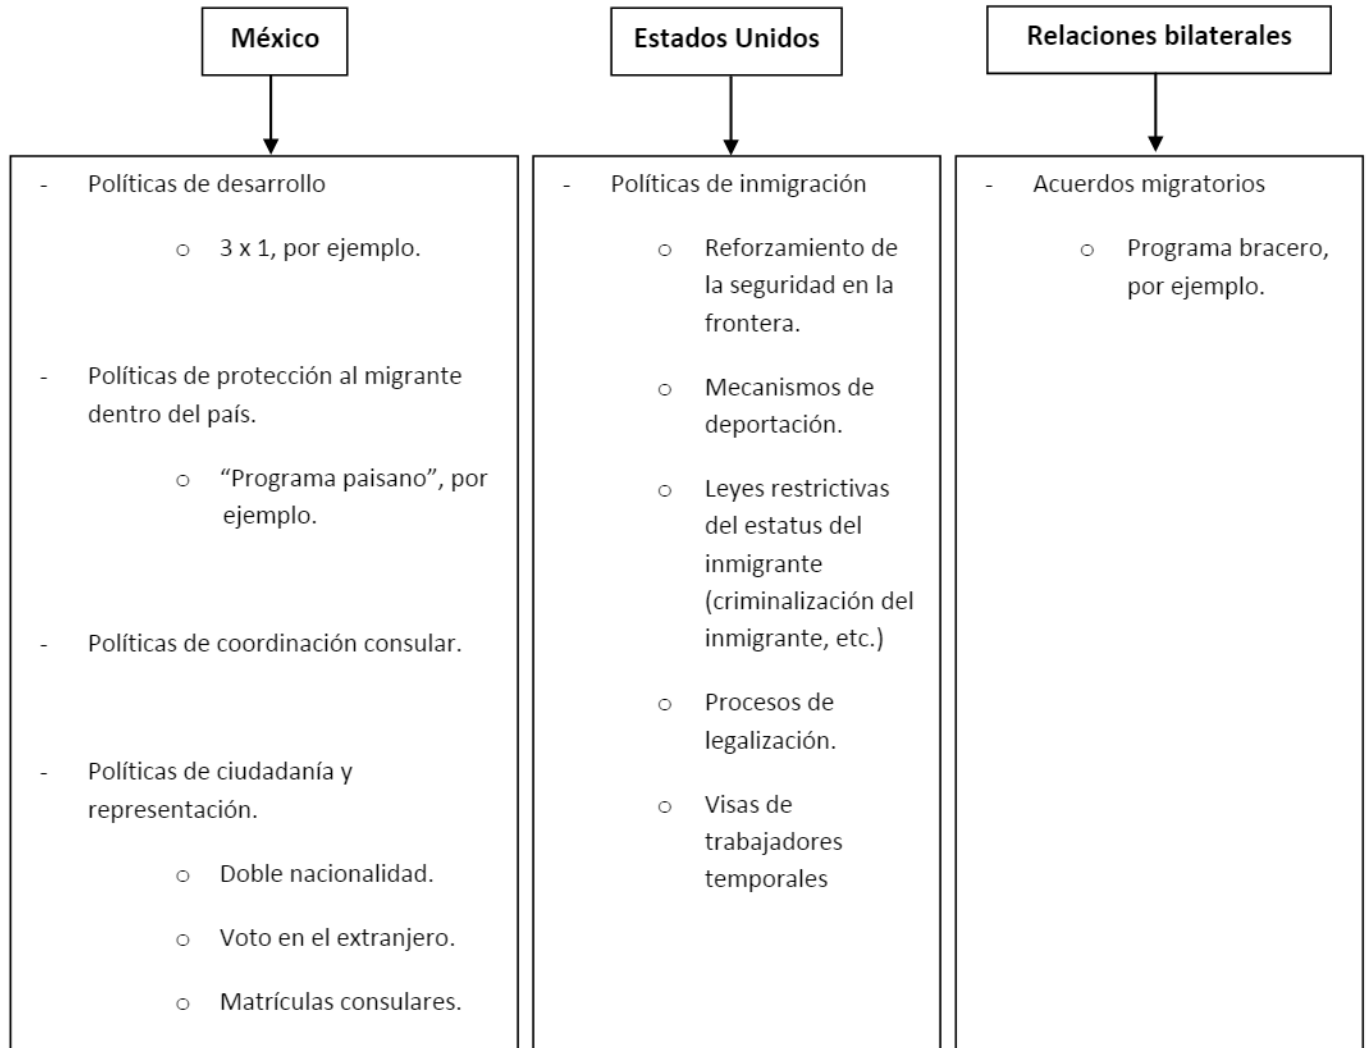 México
- Políticas de desarrollo
o 3 x 1, por ejemplo.
- Políticas de protección al migrante
dentro del país.
o “Programa paisano”, por
ejemplo.
- Políticas de coordinación consular.
- Políticas de ciudadanía y
representación.
o Doble nacionalidad.
o Voto en el extranjero.
o Matrículas consulares.
Estados Unidos
- Políticas de inmigración
o Reforzamiento de
la seguridad en la
frontera.
o Mecanismos de
deportación.
o Leyes restrictivas
del estatus del
inmigrante
(criminalización del
inmigrante, etc.)
o Procesos de
legalización.
o Visas de
trabajadores
temporales
Relaciones bilaterales
- Acuerdos migratorios
o Programa bracero,
por ejemplo.